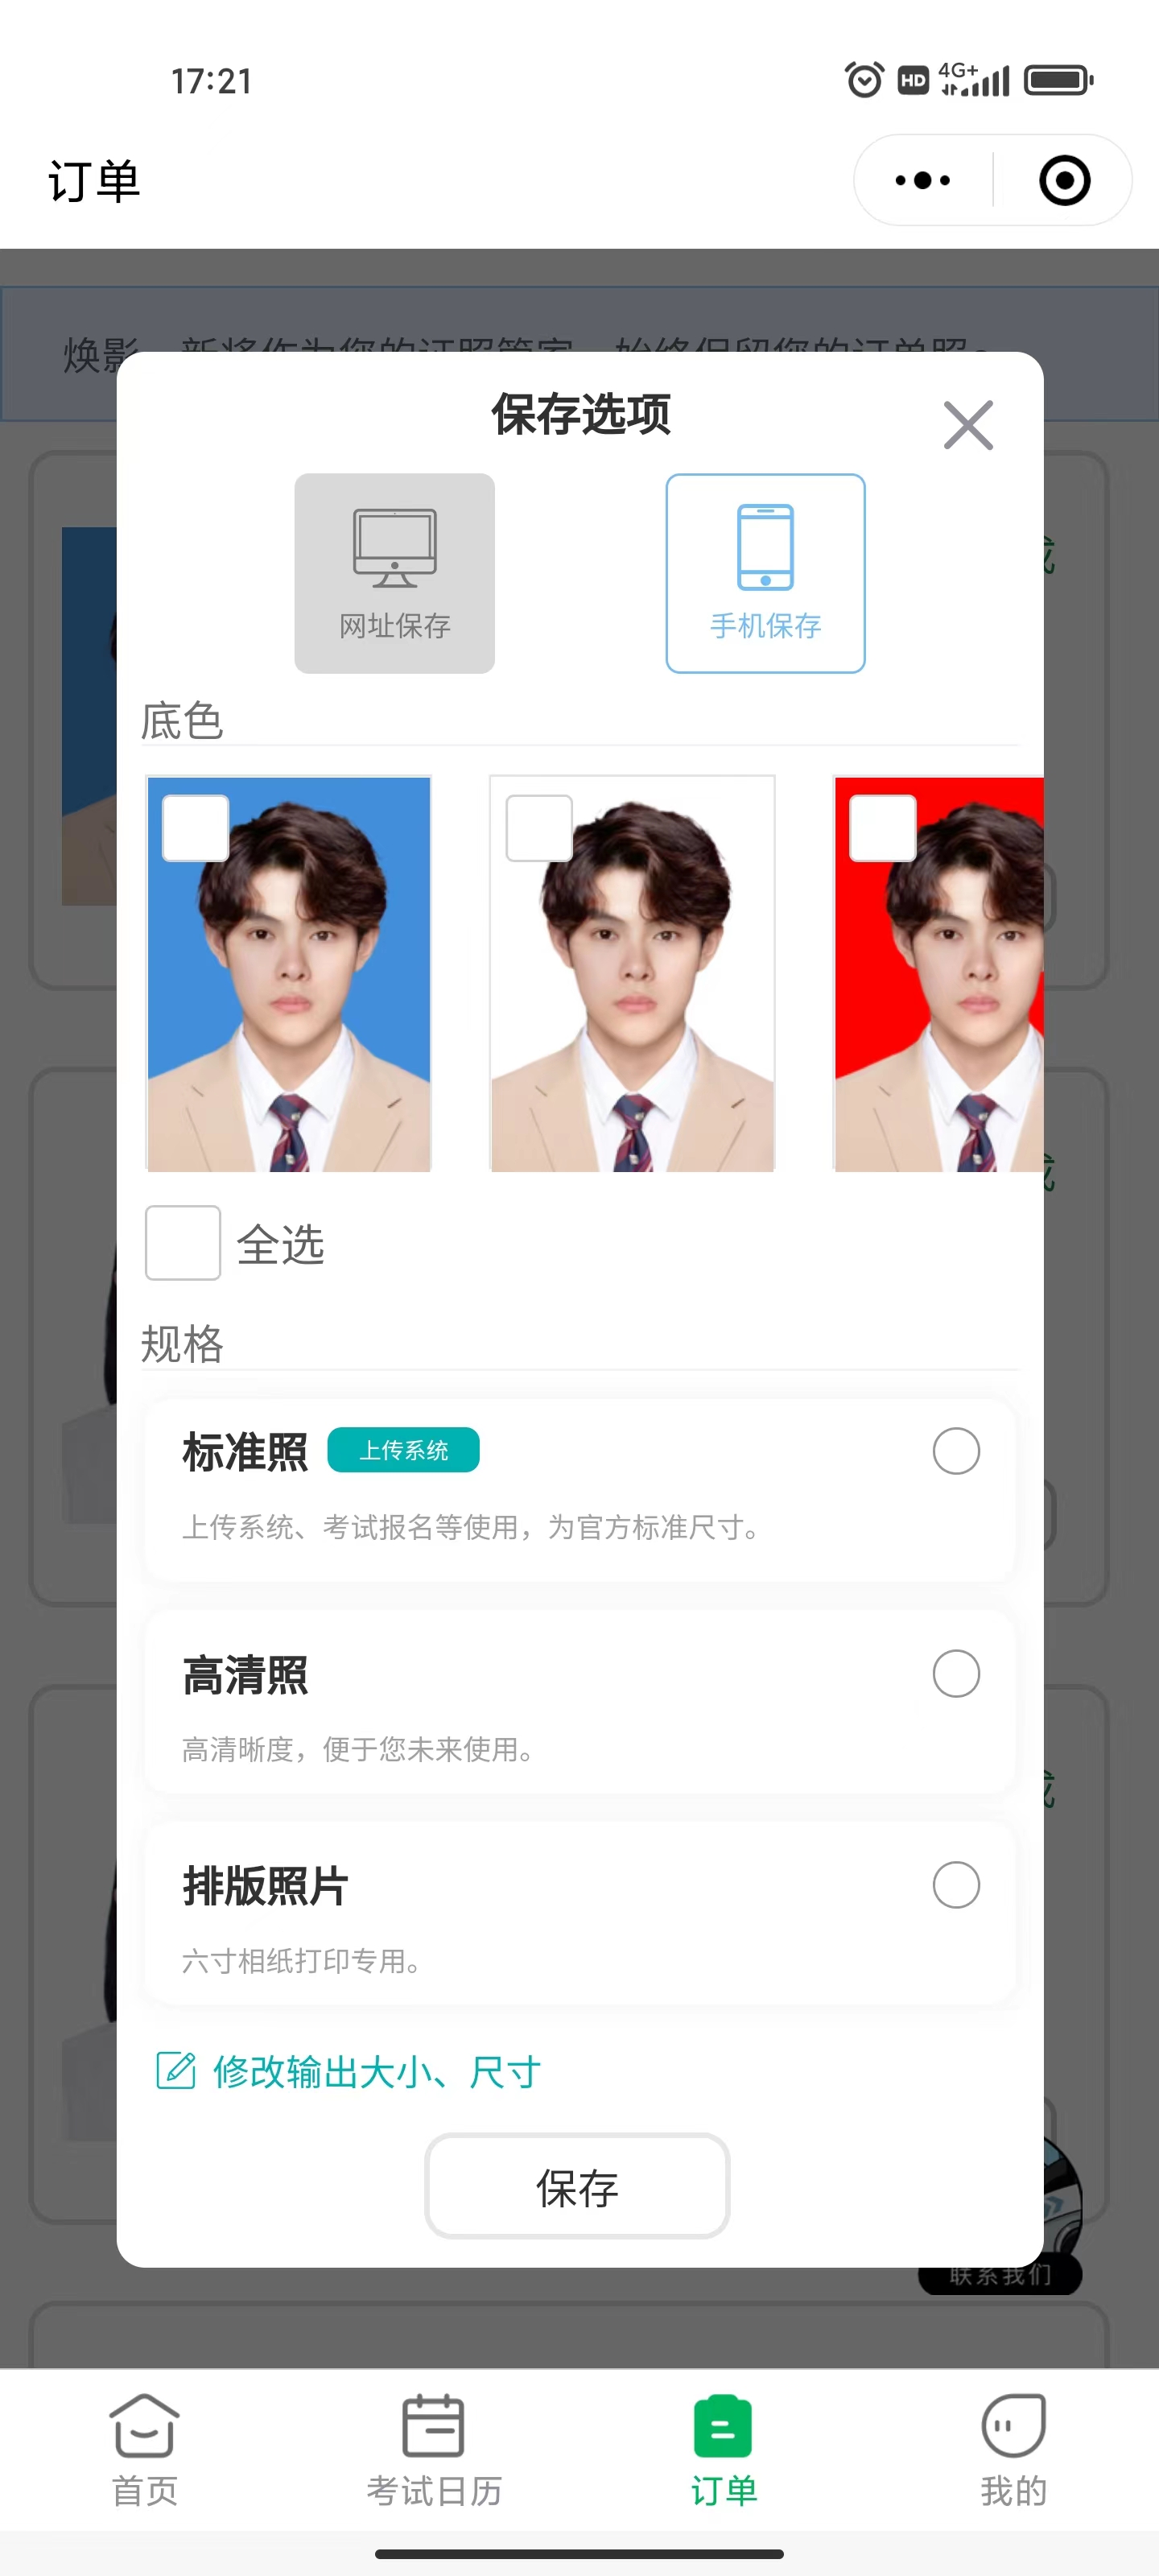 17:21
HD 4G+
订单
保存选项
网址保存 手机保存
底色
全选
规格
标准照 上传系统
上传系统、考试报名等使用，为官方标准尺寸。
高清照
高清晰度，便于您未来使用。
排版照片
六寸相纸打印专用。
修改输出大小、尺寸
保存
联系我们
首页 考试日历 订单 我的